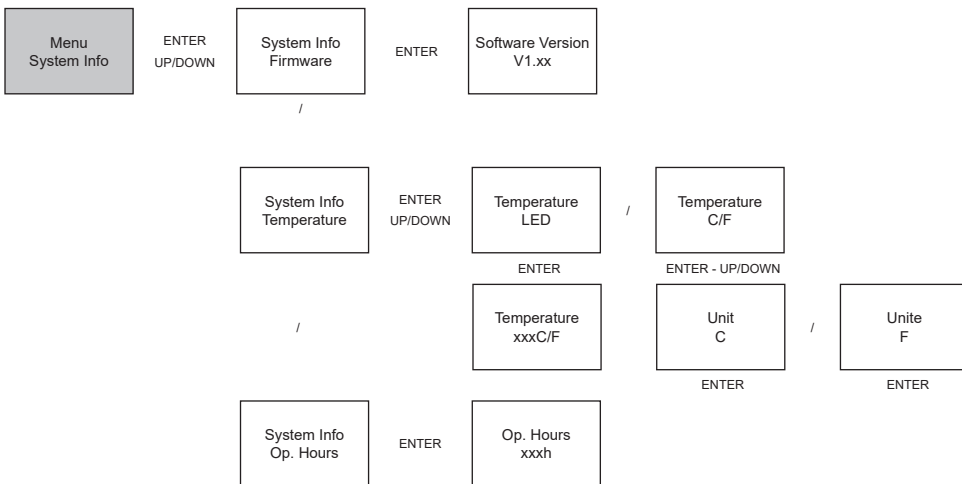 Menu
System Info
ENTER
UP/DOWN
System Info
Firmware
ENTER
Software Version
V1.xx
/
System Info
Temperature
ENTER
UP/DOWN
Temperature
LED
/
Temperature
C/F
ENTER
ENTER - UP/DOWN
/
Temperature
xxxC/F
Unit
C
/
Unite
F
ENTER
ENTER
System Info
Op. Hours
ENTER
Op. Hours
xxxh